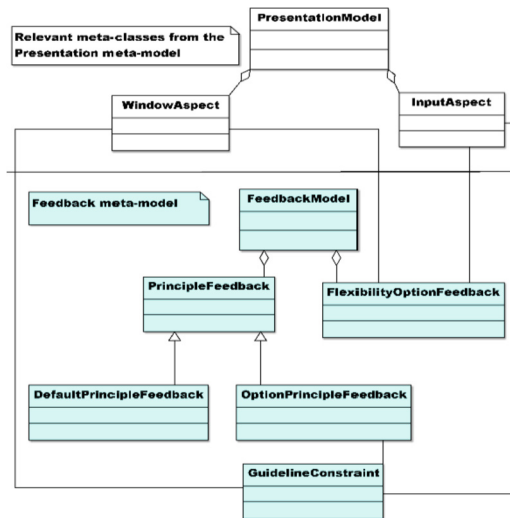 PresentationModel
Relevant meta-classes from the
Presentation meta-model
WindowAspect
InputAspect
Feedback meta-model
FeedbackModel
PrincipleFeedback
FlexibilityOptionFeedback
DefaultPrincipleFeedback
OptionPrincipleFeedback
GuidelineConstraint